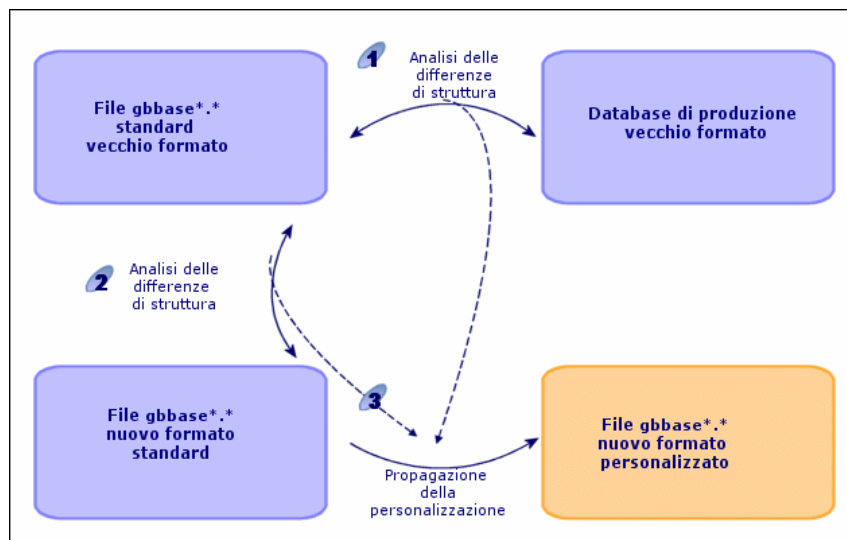 1
Analisi delle
differenze
di struttura
File gbbase*.*
standard
vecchio formato
Database di produzione
vecchio formato
2
Analisi delle
differenze
di struttura
3
File gbbase*.*
nuovo formato
standard
File gbbase*.*
nuovo formato
personalizzato
Propagazione
della
personalizzazione